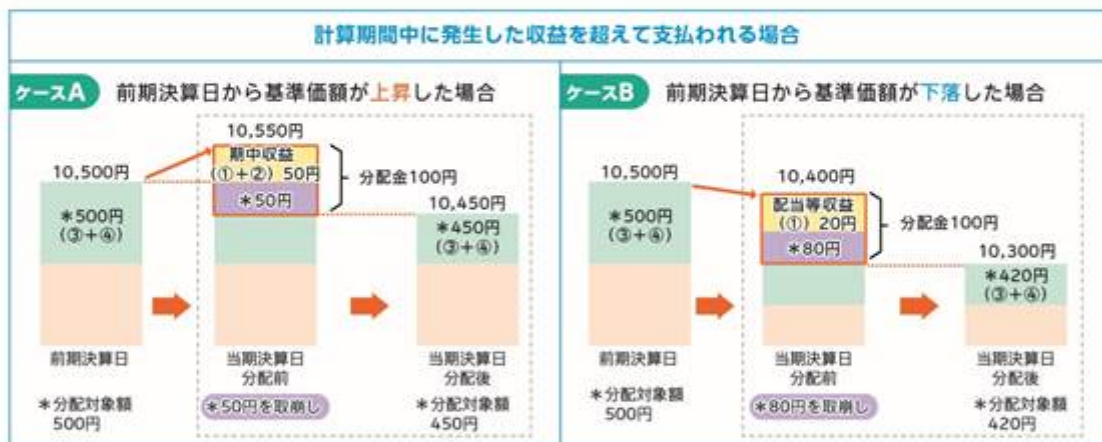 計算期間中に発生した収益を超えて支払われる場合
ケースA 前期決算日から基準価額が上昇した場合
10,550円
10,500円
期中収益
(①+②) 50円
分配金100円
*50円
10,450円
*500円
(③+④)
*450円
(③+④)
前期決算日
当期決算日
分配前
当期決算日
分配後
*分配対象額
500円
*50円を取崩し
*分配対象額
450円
ケースB 前期決算日から基準価額が下落した場合
10,500円
10,400円
配当等収益
(①) 20円
分配金100円
*80円
10,300円
*500円
(③+④)
*420円
(③+④)
前期決算日
当期決算日
分配前
当期決算日
分配後
*分配対象額
500円
*80円を取崩し
*分配対象額
420円